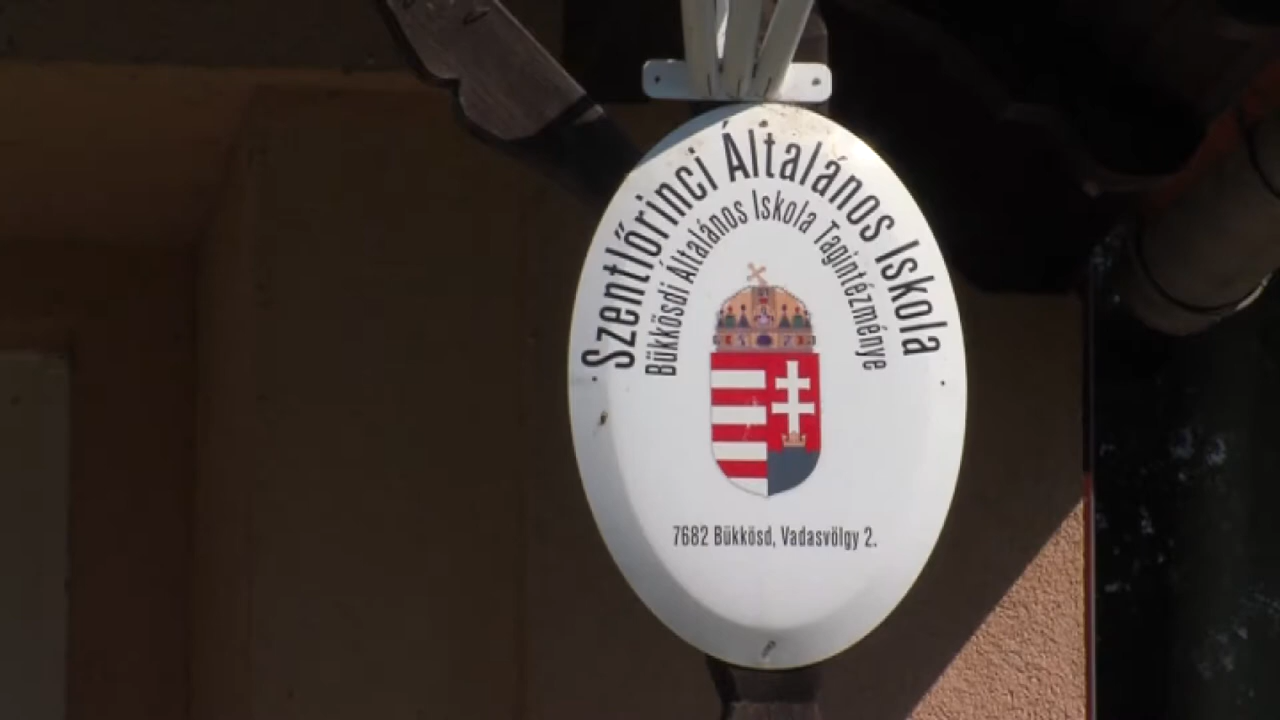 Szentlőrinci Általános Iskola
Bükkösdi Általános Iskola Tagintézménye
7682 Bükkösd, Vadasvölgy 2.